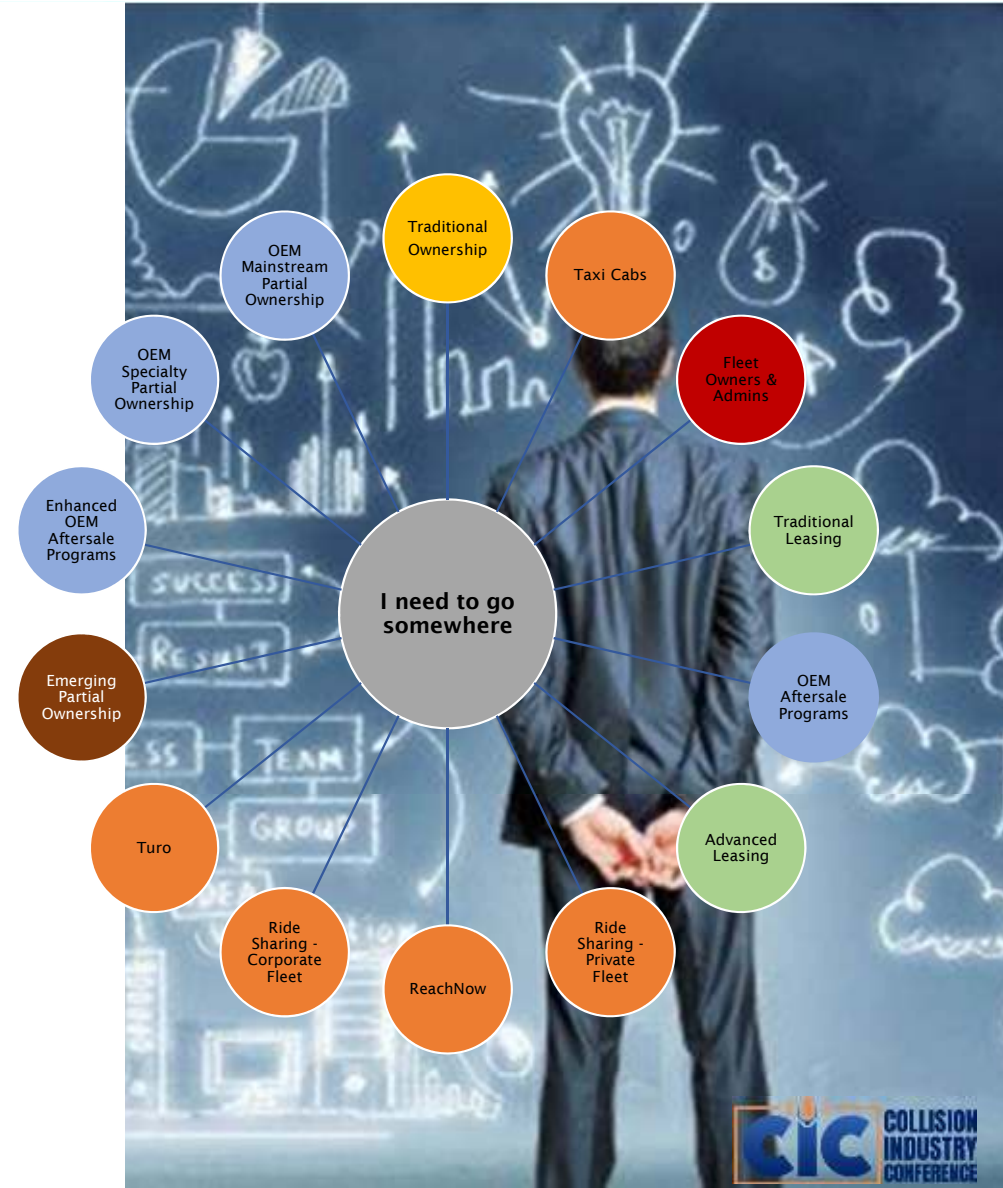 Traditional
Ownership
Taxi Cabs
Fleet
Owners &
Admins
Traditional
Leasing
OEM
Aftersale
Programs
Advanced
Leasing
Ride
Sharing -
Private
Fleet
ReachNow
Ride
Sharing -
Corporate
Fleet
Turo
Emerging
Partial
Ownership
Enhanced
OEM
Aftersale
Programs
OEM
Specialty
Partial
Ownership
OEM
Mainstream
Partial
Ownership
I need to go
somewhere
$
SUCCESS
RESULT
TEAM
GROUP
CIC
COLLISION
INDUSTRY
CONFERENCE